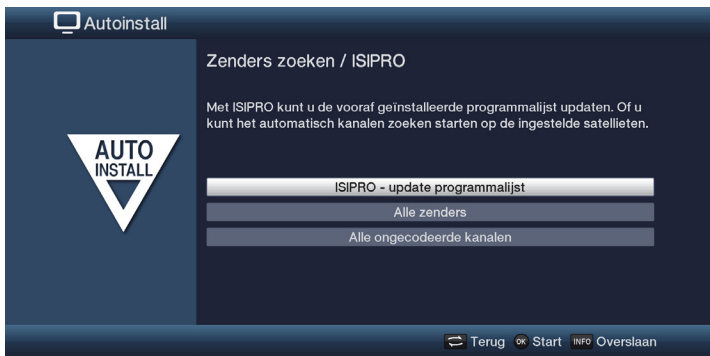 Autoinstall
Zenders zoeken / ISIPRO
Met ISIPRO kunt u de vooraf geïnstalleerde programmalijst updaten. Of u
kunt het automatisch kanalen zoeken starten op de ingestelde satellieten.
AUTO
INSTALL
ISIPRO - update programmalijst
Alle zenders
Alle ongecodeerde kanalen
Terug OK Start INFO Overslaan